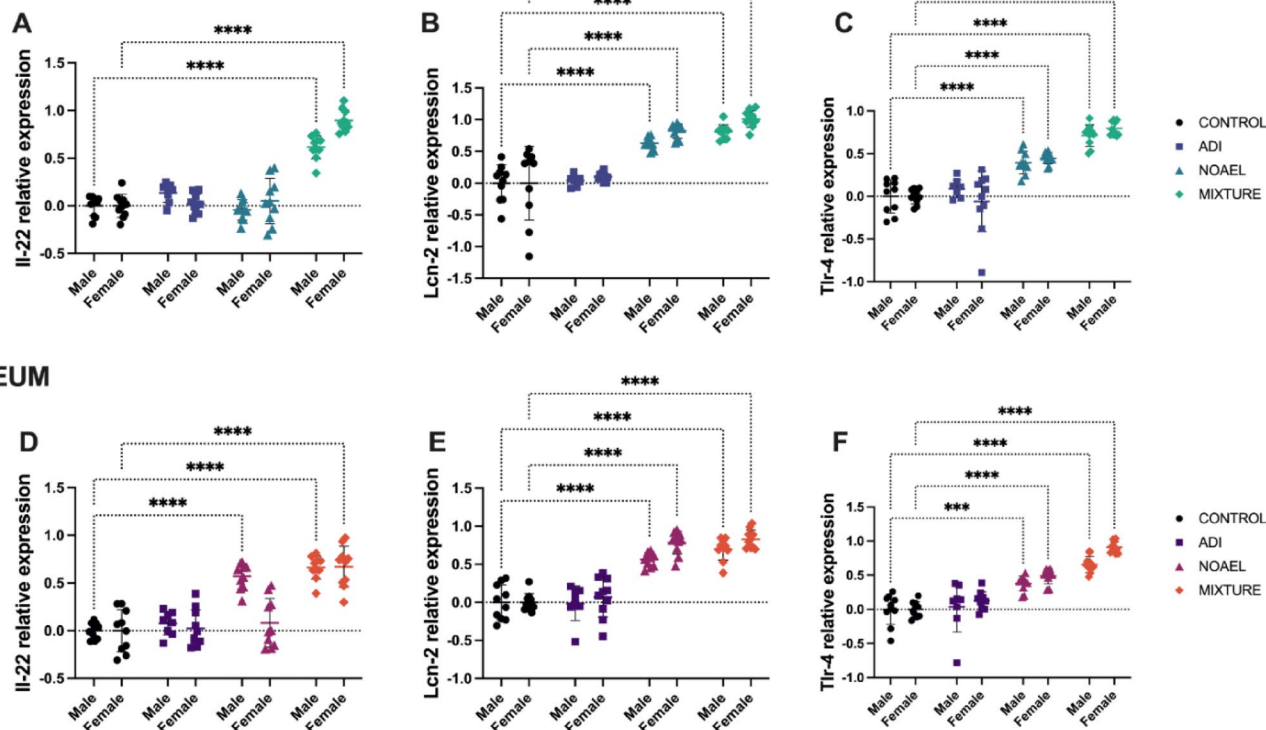 A
B
C
****
****
Il-22 relative expression
1.5
1.0
0.5
0.0
-0.5
Male
Female
Male
Female
Male
Female
Male
Female
****
****
****
Lcn-2 relative expression
1.5
1.0
0.5
0.0
-0.5
-1.0
-1.5
Male
Female
Male
Female
Male
Female
Male
Female
****
****
****
Tlr-4 relative expression
1.0
0.5
0.0
-0.5
-1.0
Male
Female
Male
Female
Male
Female
Male
Female
CONTROL
ADI
NOAEL
MIXTURE
EUM
D
E
F
****
****
****
Il-22 relative expression
1.5
1.0
0.5
0.0
-0.5
Male
Female
Male
Female
Male
Female
Male
Female
****
****
****
****
Lcn-2 relative expression
1.5
1.0
0.5
0.0
-0.5
-1.0
Male
Female
Male
Female
Male
Female
Male
Female
****
****
****
***
Tlr-4 relative expression
1.5
1.0
0.5
0.0
-0.5
-1.0
Male
Female
Male
Female
Male
Female
Male
Female
CONTROL
ADI
NOAEL
MIXTURE